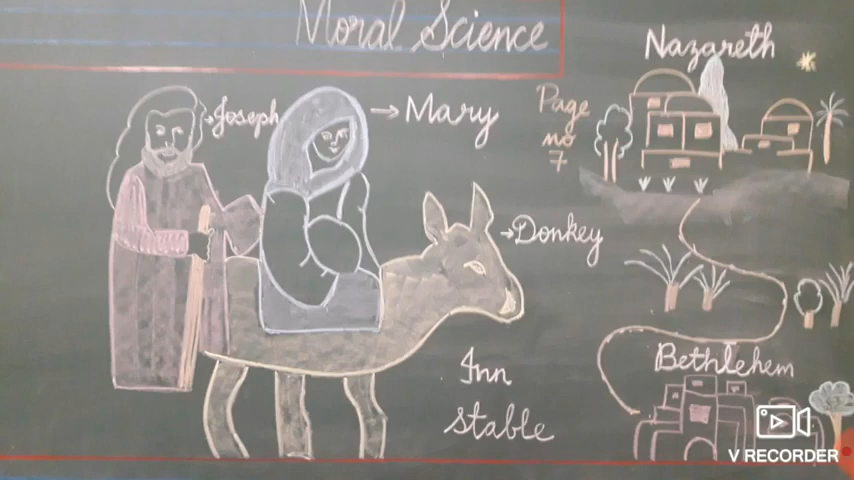 Moral Science
Nazareth
Joseph
Mary
Page
no
7
Donkey
Inn
Stable
Bethlehem
V RECORDER